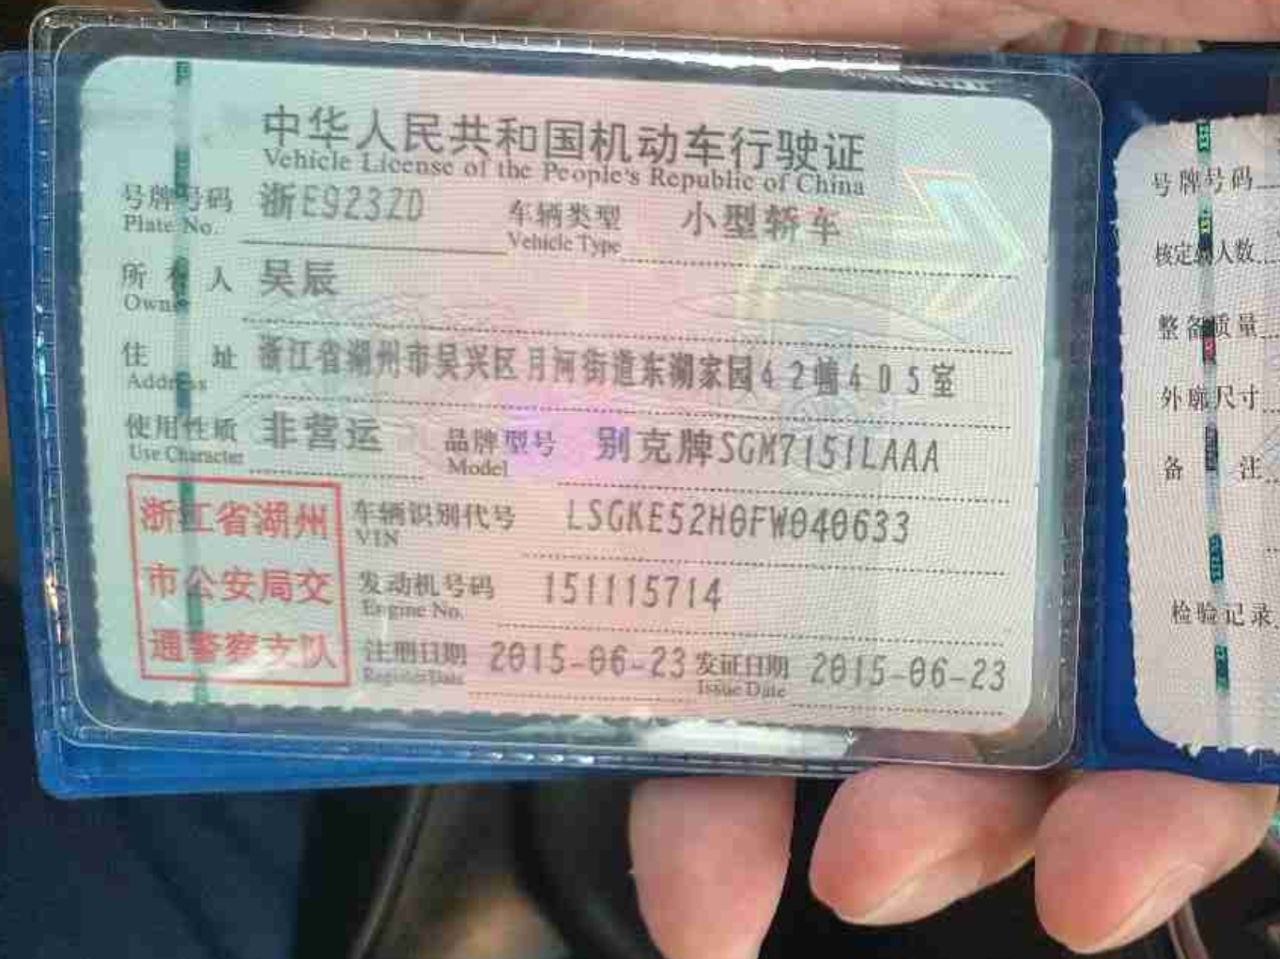 中华人民共和国机动车行驶证
Vehicle License of the People's Republic of China
号牌号码 浙E923ZD 车辆类型 小型轿车
Plate No. Vehicle Type
所有人 吴辰
Owner
住址 浙江省湖州市吴兴区月河街道东湖家园42幢405室
Address
使用性质 非营运 品牌型号 别克牌SGM7151LAAA
Use Character Model
浙江省湖州
市公安局交
通警察支队
车辆识别代号 LSGKE52H0FW040633
VIN
发动机号码 151115714
Engine No.
注册日期 2015-06-23 发证日期 2015-06-23
Register Date Issue Date
号牌号码
核定载人数
整备质量
外廓尺寸
备注
检验记录